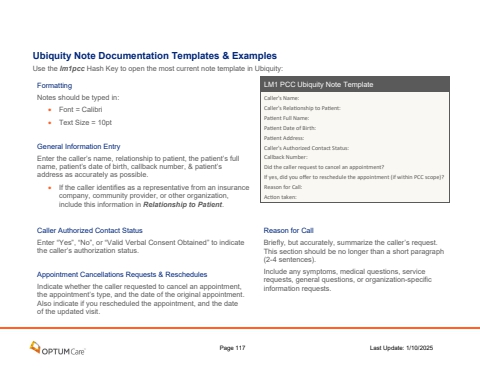 Ubiquity Note Documentation Templates & Examples
Use the lm1pcc Hash Key to open the most current note template in Ubiquity:
Formatting
Notes should be typed in:
• Font = Calibri
• Text Size = 10pt
General Information Entry
Enter the caller's name, relationship to patient, the patient's full
name, patient's date of birth, callback number, & patient's
address as accurately as possible.
• If the caller identifies as a representative from an insurance
company, community provider, or other organization,
include this information in Relationship to Patient.
LM1 PCC Ubiquity Note Template
Caller's Name:
Caller's Relationship to Patient:
Patient Full Name:
Patient Date of Birth:
Patient Address:
Caller's Authorized Contact Status:
Callback Number:
Did the caller request to cancel an appointment?
If yes, did you offer to reschedule the appointment (if within PCC scope)?
Reason for Call:
Action taken:
Caller Authorized Contact Status
Enter "Yes", "No", or "Valid Verbal Consent Obtained" to indicate
the caller's authorization status.
Appointment Cancellations Requests & Reschedules
Indicate whether the caller requested to cancel an appointment,
the appointment's type, and the date of the original appointment.
Also indicate if you rescheduled the appointment, and the date
of the updated visit.
Reason for Call
Briefly, but accurately, summarize the caller's request.
This section should be no longer than a short paragraph
(2-4 sentences).
Include any symptoms, medical questions, service
requests, general questions, or organization-specific
information requests.
OPTUMCare
Page 117
Last Update: 1/10/2025